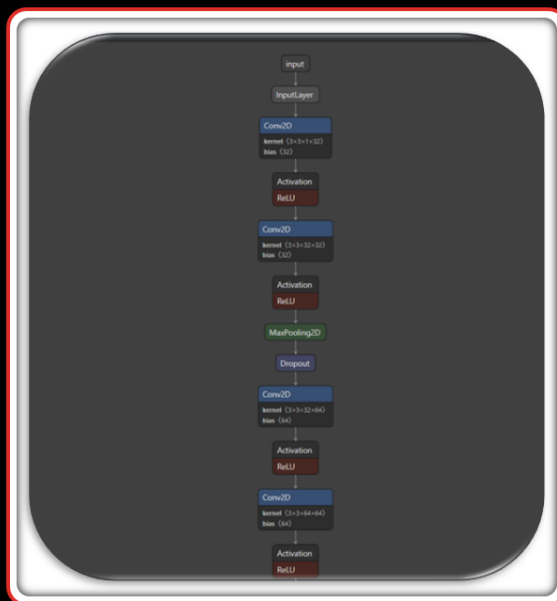 input
InputLayer
Conv2D
kernel ⟨3×3×1×32⟩
bias ⟨32⟩
Activation
ReLU
Conv2D
kernel ⟨3×3×32×32⟩
bias ⟨32⟩
Activation
ReLU
MaxPooling2D
Dropout
Conv2D
kernel ⟨3×3×32×64⟩
bias ⟨64⟩
Activation
ReLU
Conv2D
kernel ⟨3×3×64×64⟩
bias ⟨64⟩
Activation
ReLU